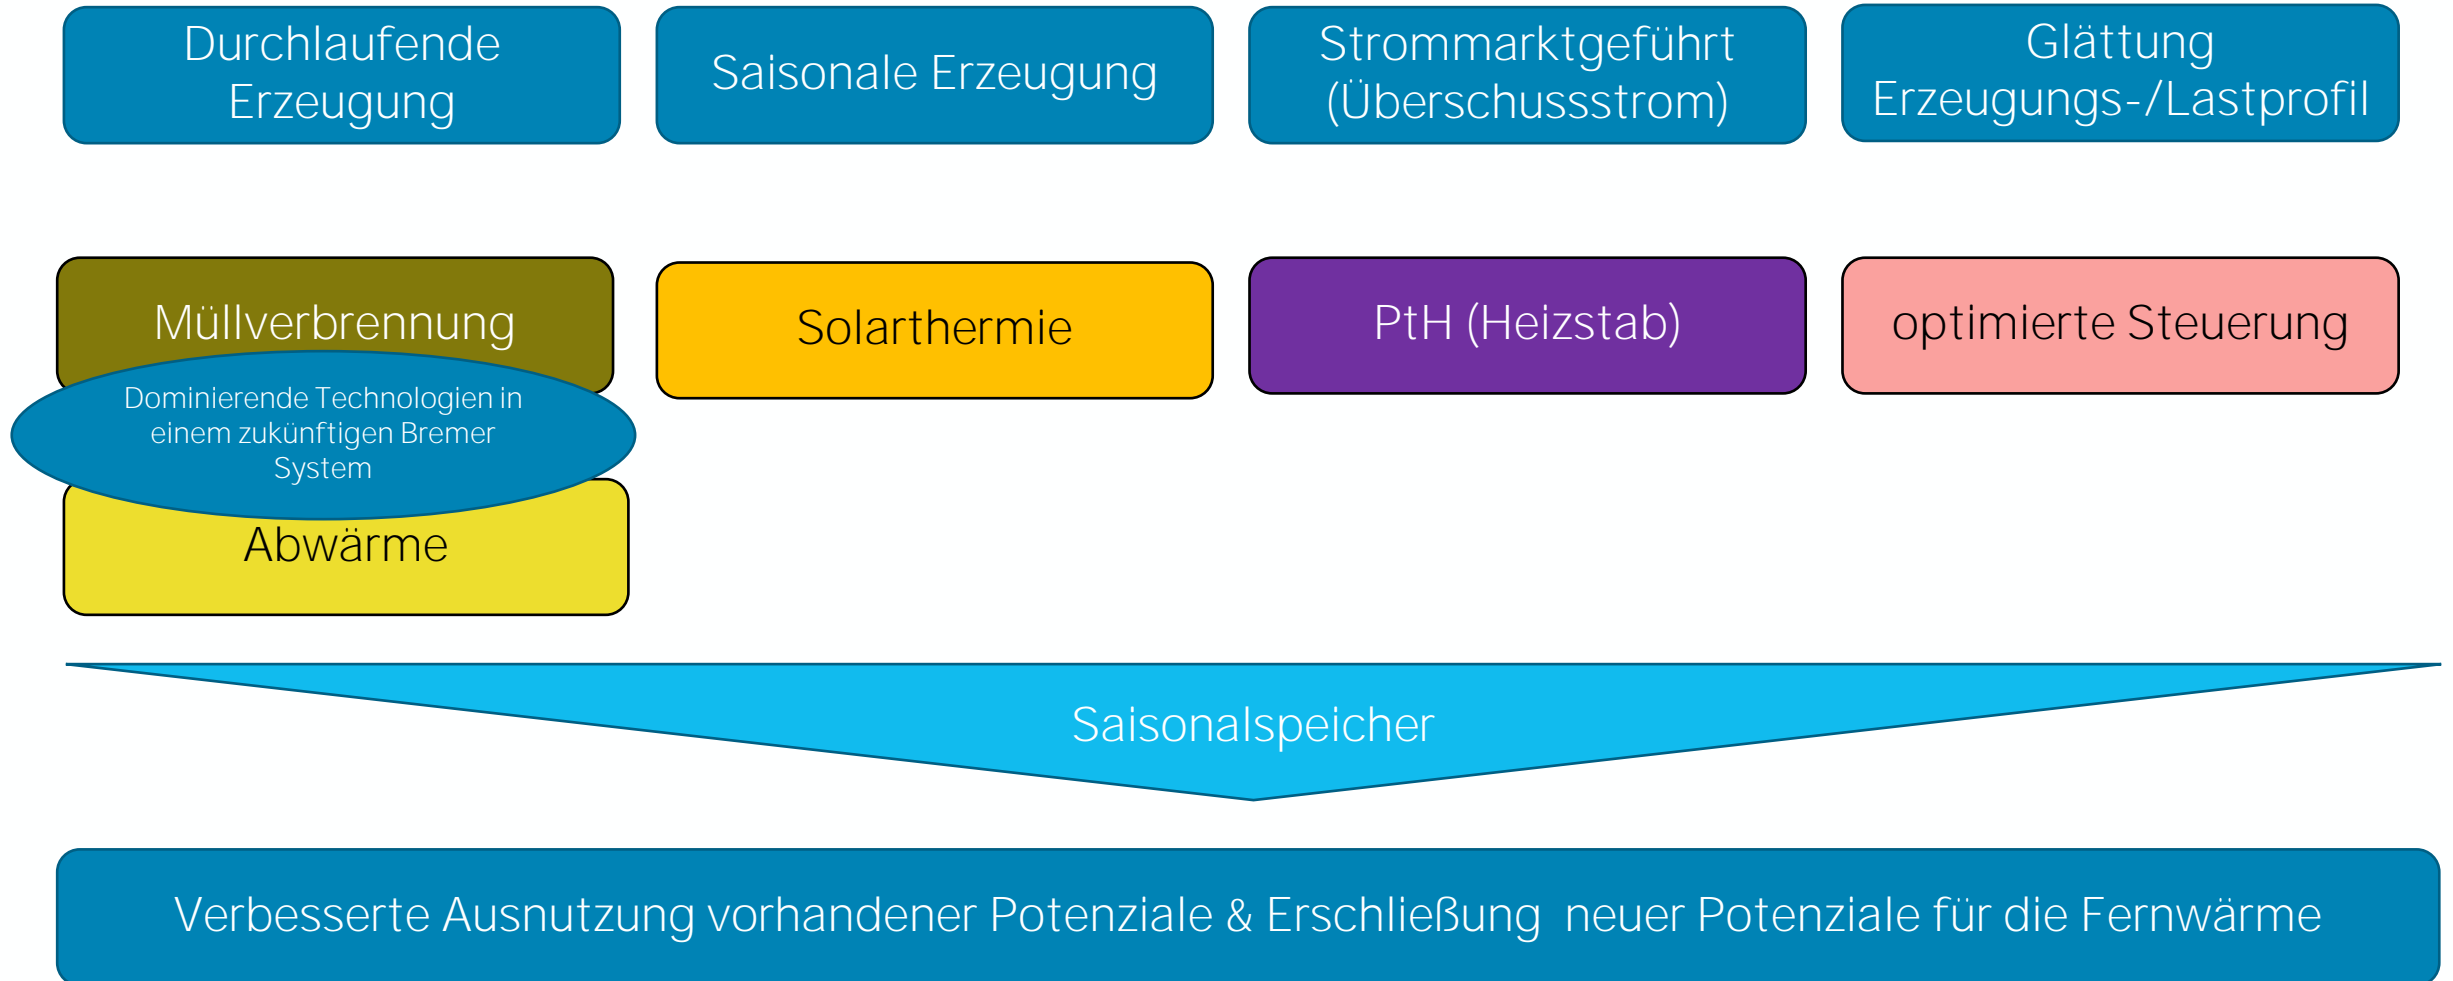 Durchlaufende
Erzeugung
Saisonale Erzeugung
Strommarktgeführt
(Überschussstrom)
Glättung
Erzeugungs-/Lastprofil
Müllverbrennung
Solarthermie
PtH (Heizstab)
optimierte Steuerung
Dominierende Technologien in
einem zukünftigen Bremer
System
Abwärme
Saisonalspeicher
Verbesserte Ausnutzung vorhandener Potenziale & Erschließung neuer Potenziale für die Fernwärme